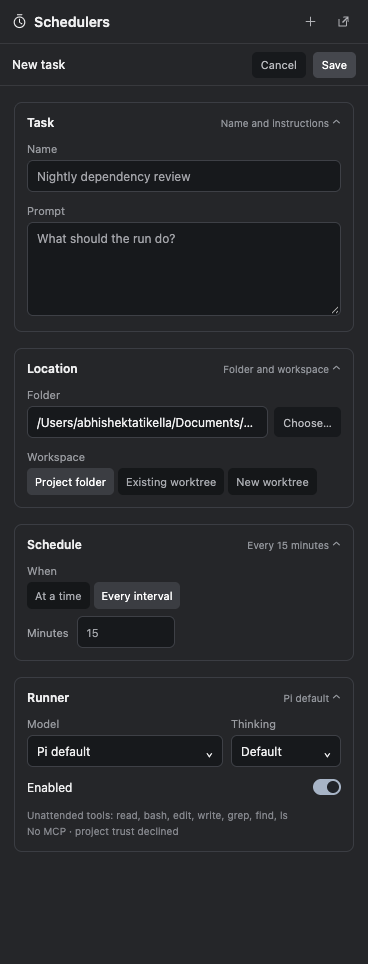 Schedulers
New task
Cancel
Save
Task
Name and instructions
Name
Nightly dependency review
Prompt
What should the run do?
Location
Folder and workspace
Folder
/Users/abhishektatikella/Documents/...
Choose...
Workspace
Project folder
Existing worktree
New worktree
Schedule
Every 15 minutes
When
At a time
Every interval
Minutes
15
Runner
Pi default
Model
Thinking
Pi default
Default
Enabled
Unattended tools: read, bash, edit, write, grep, find, ls
No MCP · project trust declined